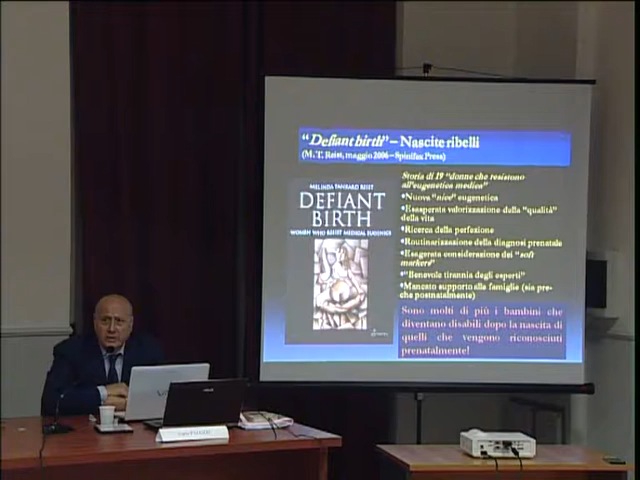 "Defiant birth" – Nascite ribelli
(M. T. Reist, maggio 2006 – Spinifex Press)
MELINDA TANKARD REIST
DEFIANT
BIRTH
WOMEN WHO RESIST MEDICAL EUGENICS
Storia di 19 "donne che resistono
all'eugenetica medica"
Nuova "nice" eugenetica
Esasperata valorizzazione della "qualità"
della vita
Ricerca della perfezione
Routinarizzazione della diagnosi prenatale
Esagerata considerazione dei "soft
markers"
"Benevole tirannia degli esperti"
Mancato supporto alle famiglie (sia pre-
che postnatalmente)
Sono molti di più i bambini che
diventano disabili dopo la nascita di
quelli che vengono riconosciuti
prenatalmente!